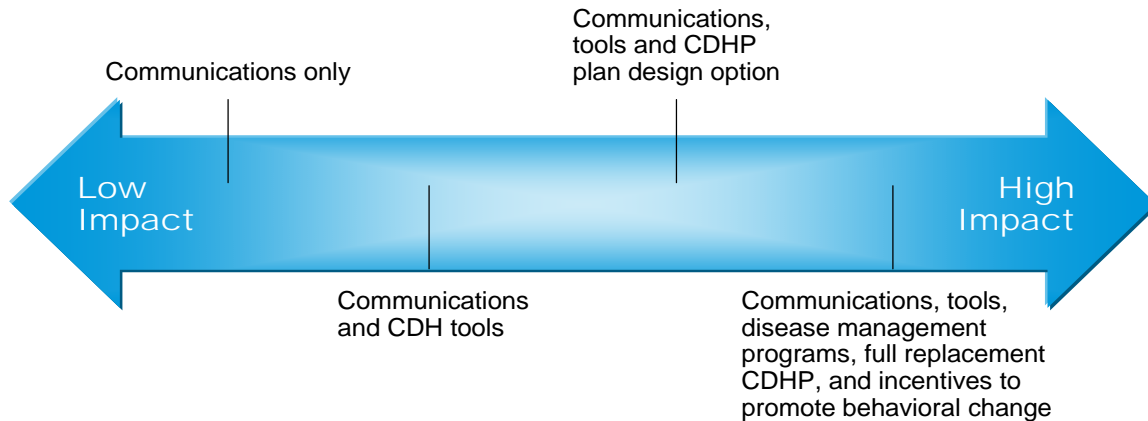 Communications only
Communications,
tools and CDHP
plan design option
Low
Impact
High
Impact
Communications
and CDH tools
Communications, tools,
disease management
programs, full replacement
CDHP, and incentives to
promote behavioral change